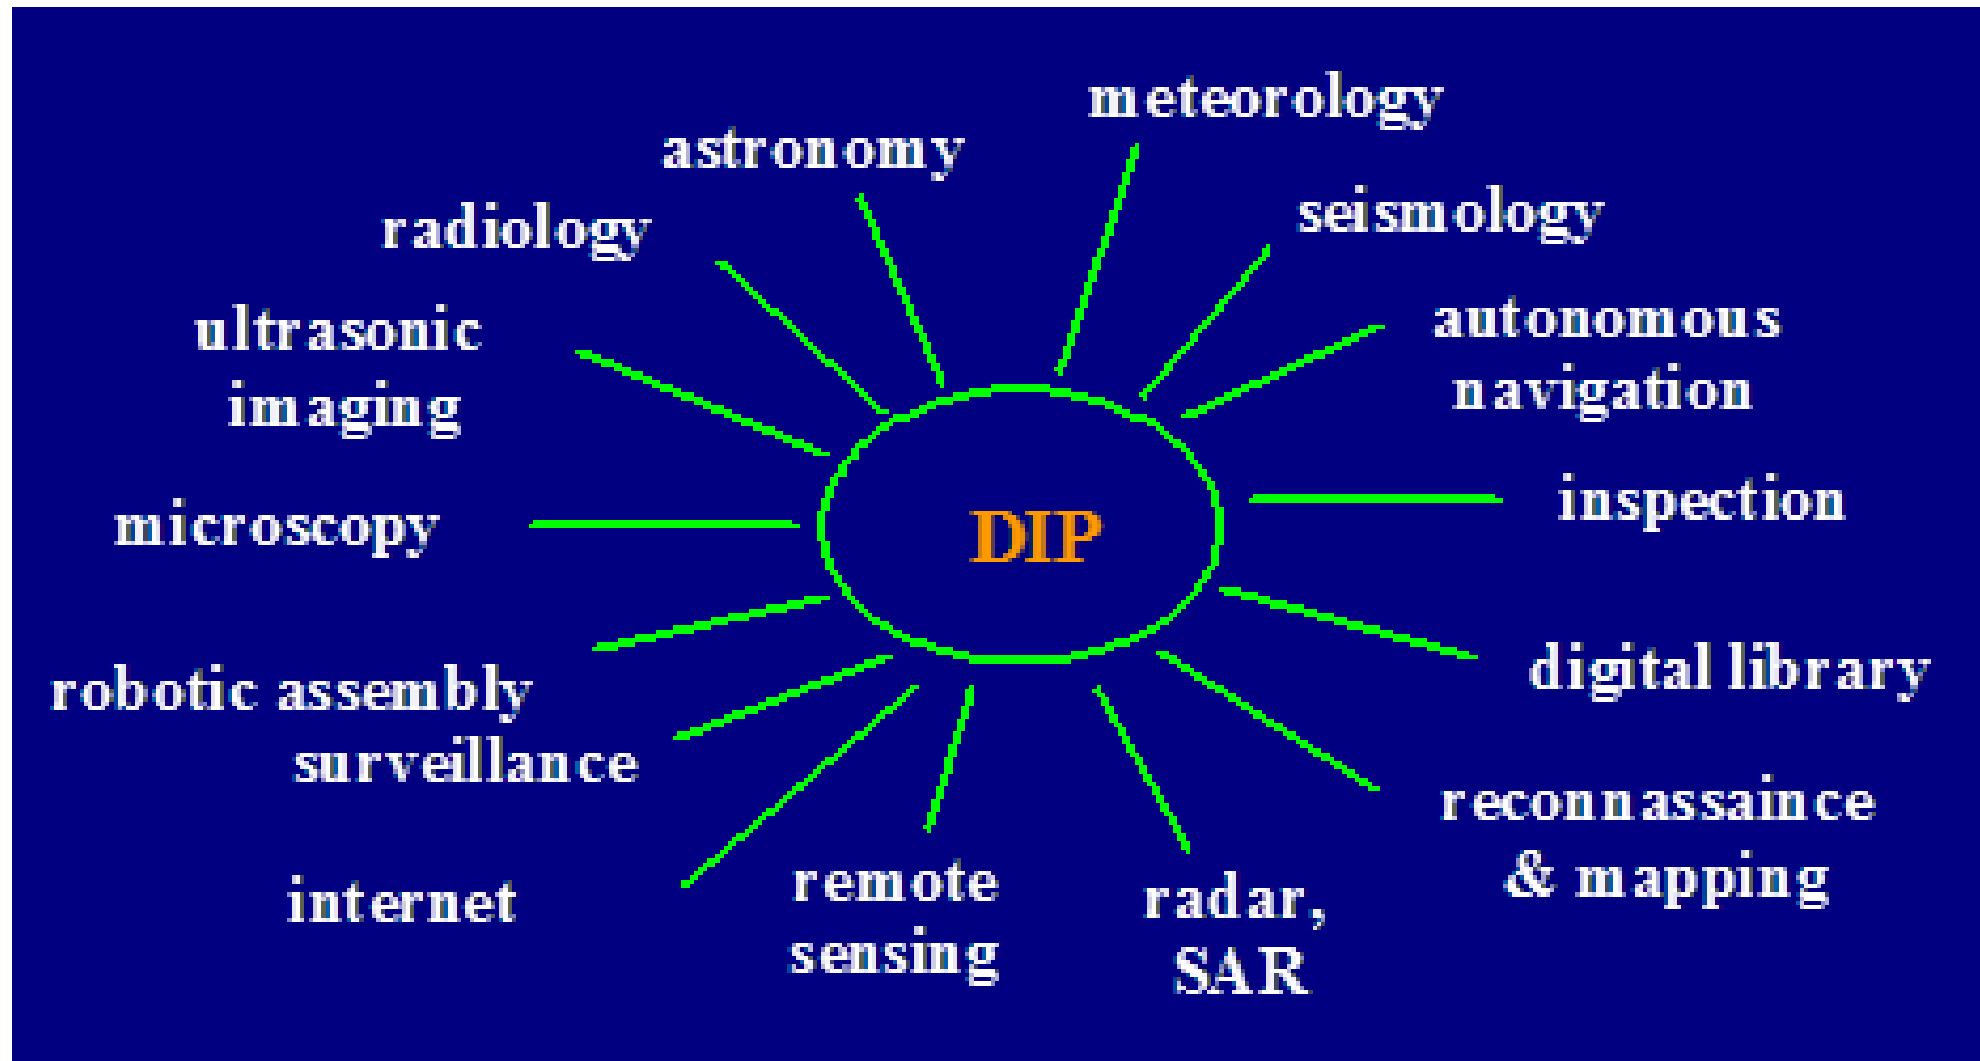 meteorology
astronomy
seismology
radiology
autonomous
navigation
ultrasonic
imaging
inspection
microscopy
DIP
digital library
robotic assembly
surveillance
reconnassaince
& mapping
internet
remote
sensing
radar,
SAR